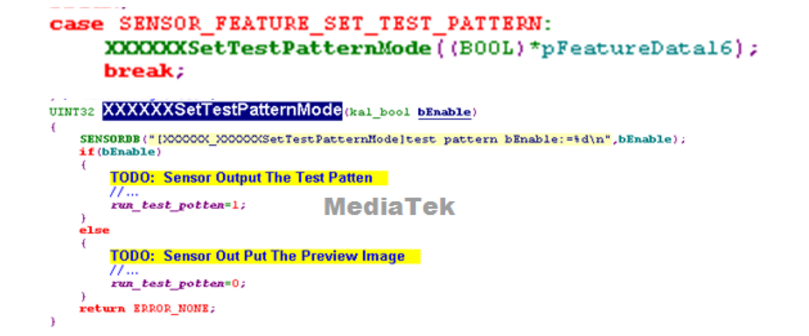 case SENSOR_FEATURE_SET_TEST_PATTERN:
XXXXXXSetTestPatternMode((BOOL)*pFeatureData16);
break;
UINT32 XXXXXXSetTestPatternMode(kal_bool bEnable)
{
SENSORDB("[XXXXXX_XXXXXXSetTestPatternMode]test pattern bEnable:=%d\n",bEnable);
if(bEnable)
{
TODO: Sensor Output The Test Patten
//...
run_test_potten=1;
MediaTek
}
else
{
TODO: Sensor Out Put The Preview Image
//...
run_test_potten=0;
}
return ERROR_NONE;
}